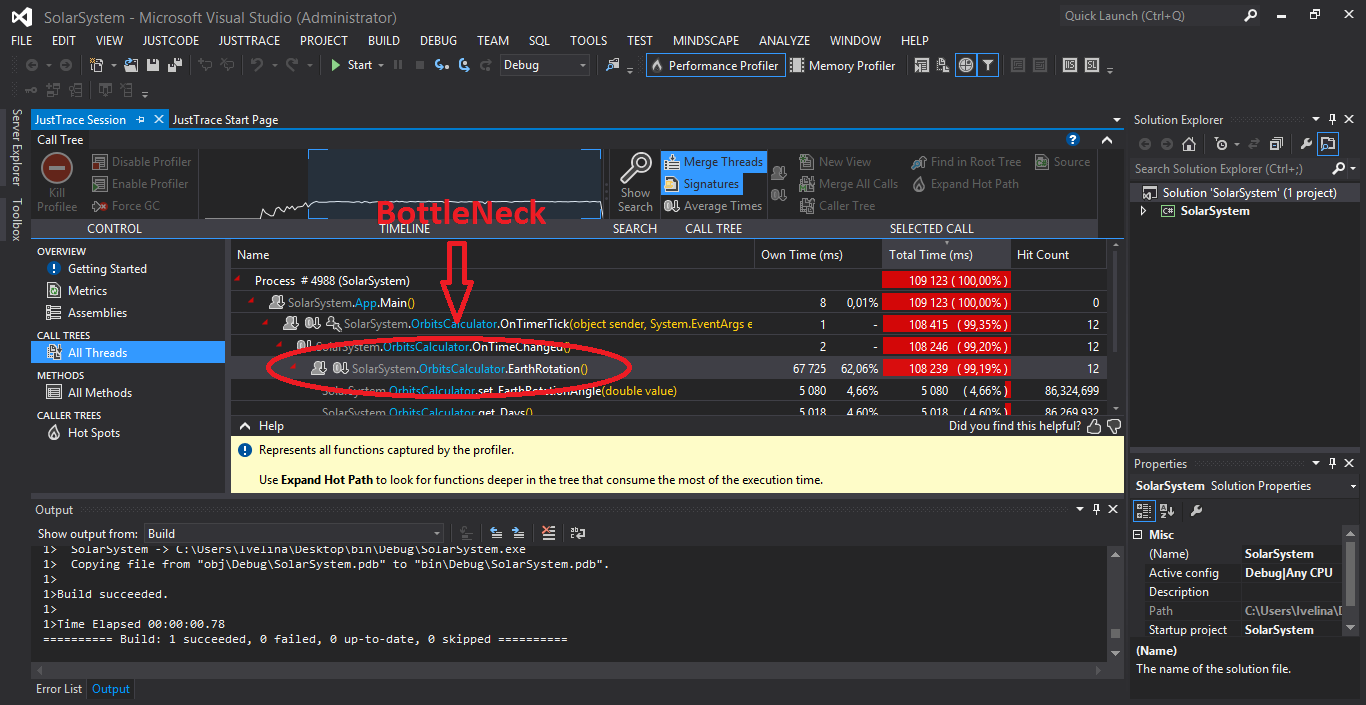 SolarSystem - Microsoft Visual Studio (Administrator)
Quick Launch (Ctrl+Q)
FILE EDIT VIEW JUSTCODE JUSTTRACE PROJECT BUILD DEBUG TEAM SQL TOOLS TEST MINDSCAPE ANALYZE WINDOW HELP
Start Debug Performance Profiler Memory Profiler
Server Explorer
Toolbox
JustTrace Session JustTrace Start Page
Call Tree
Kill Profilee
Disable Profiler
Enable Profiler
Force GC
CONTROL
TIMELINE
BottleNeck
Show Search
SEARCH
Merge Threads
Signatures
Average Times
CALL TREE
New View
Merge All Calls
Caller Tree
Find in Root Tree
Expand Hot Path
Source
SELECTED CALL
OVERVIEW
Getting Started
Metrics
Assemblies
CALL TREES
All Threads
METHODS
All Methods
CALLER TREES
Hot Spots
Name Own Time (ms) Total Time (ms) Hit Count
Process # 4988 (SolarSystem) 109 123 ( 100,00% )
SolarSystem.App.Main() 8 0,01% 109 123 ( 100,00% ) 0
SolarSystem.OrbitsCalculator.OnTimerTick(object sender, System.EventArgs e 1 - 108 415 ( 99,35% ) 12
SolarSystem.OrbitsCalculator.OnTimeChanged() 2 - 108 246 ( 99,20% ) 12
SolarSystem.OrbitsCalculator.EarthRotation() 67 725 62,06% 108 239 ( 99,19% ) 12
SolarSystem.OrbitsCalculator.set_EarthRotationAngle(double value) 5 080 4,66% 5 080 ( 4,66% ) 86,324,699
SolarSystem.OrbitsCalculator.get_Days() 5 018 4,60% 5 018 ( 4,60% ) 86,269,932
Help
Did you find this helpful?
Represents all functions captured by the profiler.
Use Expand Hot Path to look for functions deeper in the tree that consume the most of the execution time.
Output
Show output from: Build
1> SolarSystem -> C:\Users\Ivelina\Desktop\bin\Debug\SolarSystem.exe
1> Copying file from "obj\Debug\SolarSystem.pdb" to "bin\Debug\SolarSystem.pdb".
1>
1>Build succeeded.
1>
1>Time Elapsed 00:00:00.78
========== Build: 1 succeeded, 0 failed, 0 up-to-date, 0 skipped ==========
Error List Output
Solution Explorer
Search Solution Explorer (Ctrl+;)
Solution 'SolarSystem' (1 project)
C# SolarSystem
Properties
SolarSystem Solution Properties
Misc
(Name) SolarSystem
Active config Debug|Any CPU
Description
Path C:\Users\Ivelina\D
Startup project SolarSystem
(Name)
The name of the solution file.